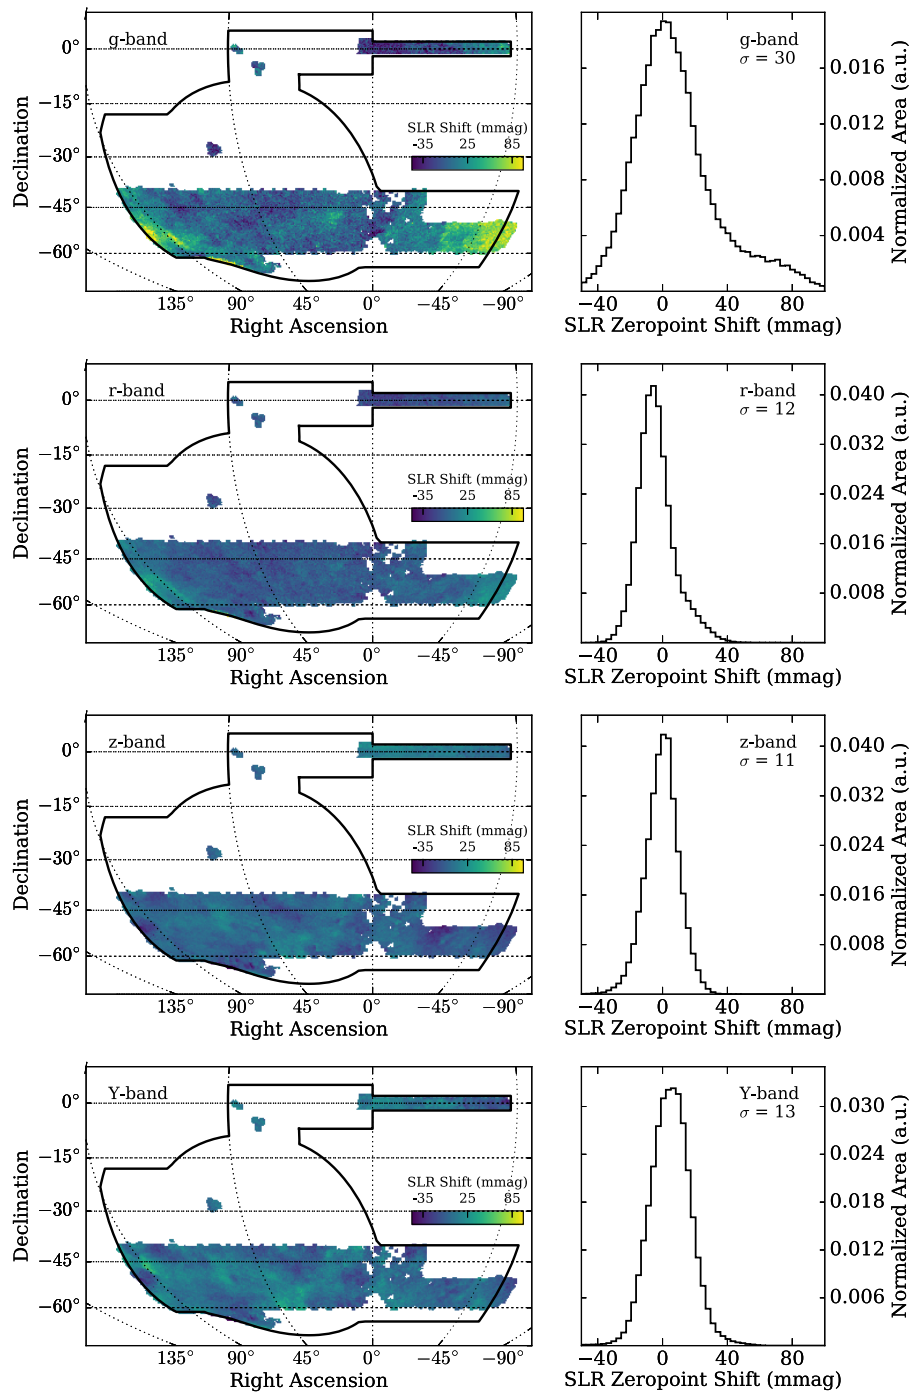 g-band
SLR Shift (mmag)
-35 25 85
0°
−15°
−30°
−45°
−60°
Declination
135° 90° 45° 0° −45° −90°
Right Ascension
g-band
σ = 30
0.016
0.012
0.008
0.004
Normalized Area (a.u.)
−40 0 40 80
SLR Zeropoint Shift (mmag)
r-band
SLR Shift (mmag)
-35 25 85
0°
−15°
−30°
−45°
−60°
Declination
135° 90° 45° 0° −45° −90°
Right Ascension
r-band
σ = 12
0.040
0.032
0.024
0.016
0.008
Normalized Area (a.u.)
−40 0 40 80
SLR Zeropoint Shift (mmag)
z-band
SLR Shift (mmag)
-35 25 85
0°
−15°
−30°
−45°
−60°
Declination
135° 90° 45° 0° −45° −90°
Right Ascension
z-band
σ = 11
0.040
0.032
0.024
0.016
0.008
Normalized Area (a.u.)
−40 0 40 80
SLR Zeropoint Shift (mmag)
Y-band
SLR Shift (mmag)
-35 25 85
0°
−15°
−30°
−45°
−60°
Declination
135° 90° 45° 0° −45° −90°
Right Ascension
Y-band
σ = 13
0.030
0.024
0.018
0.012
0.006
Normalized Area (a.u.)
−40 0 40 80
SLR Zeropoint Shift (mmag)